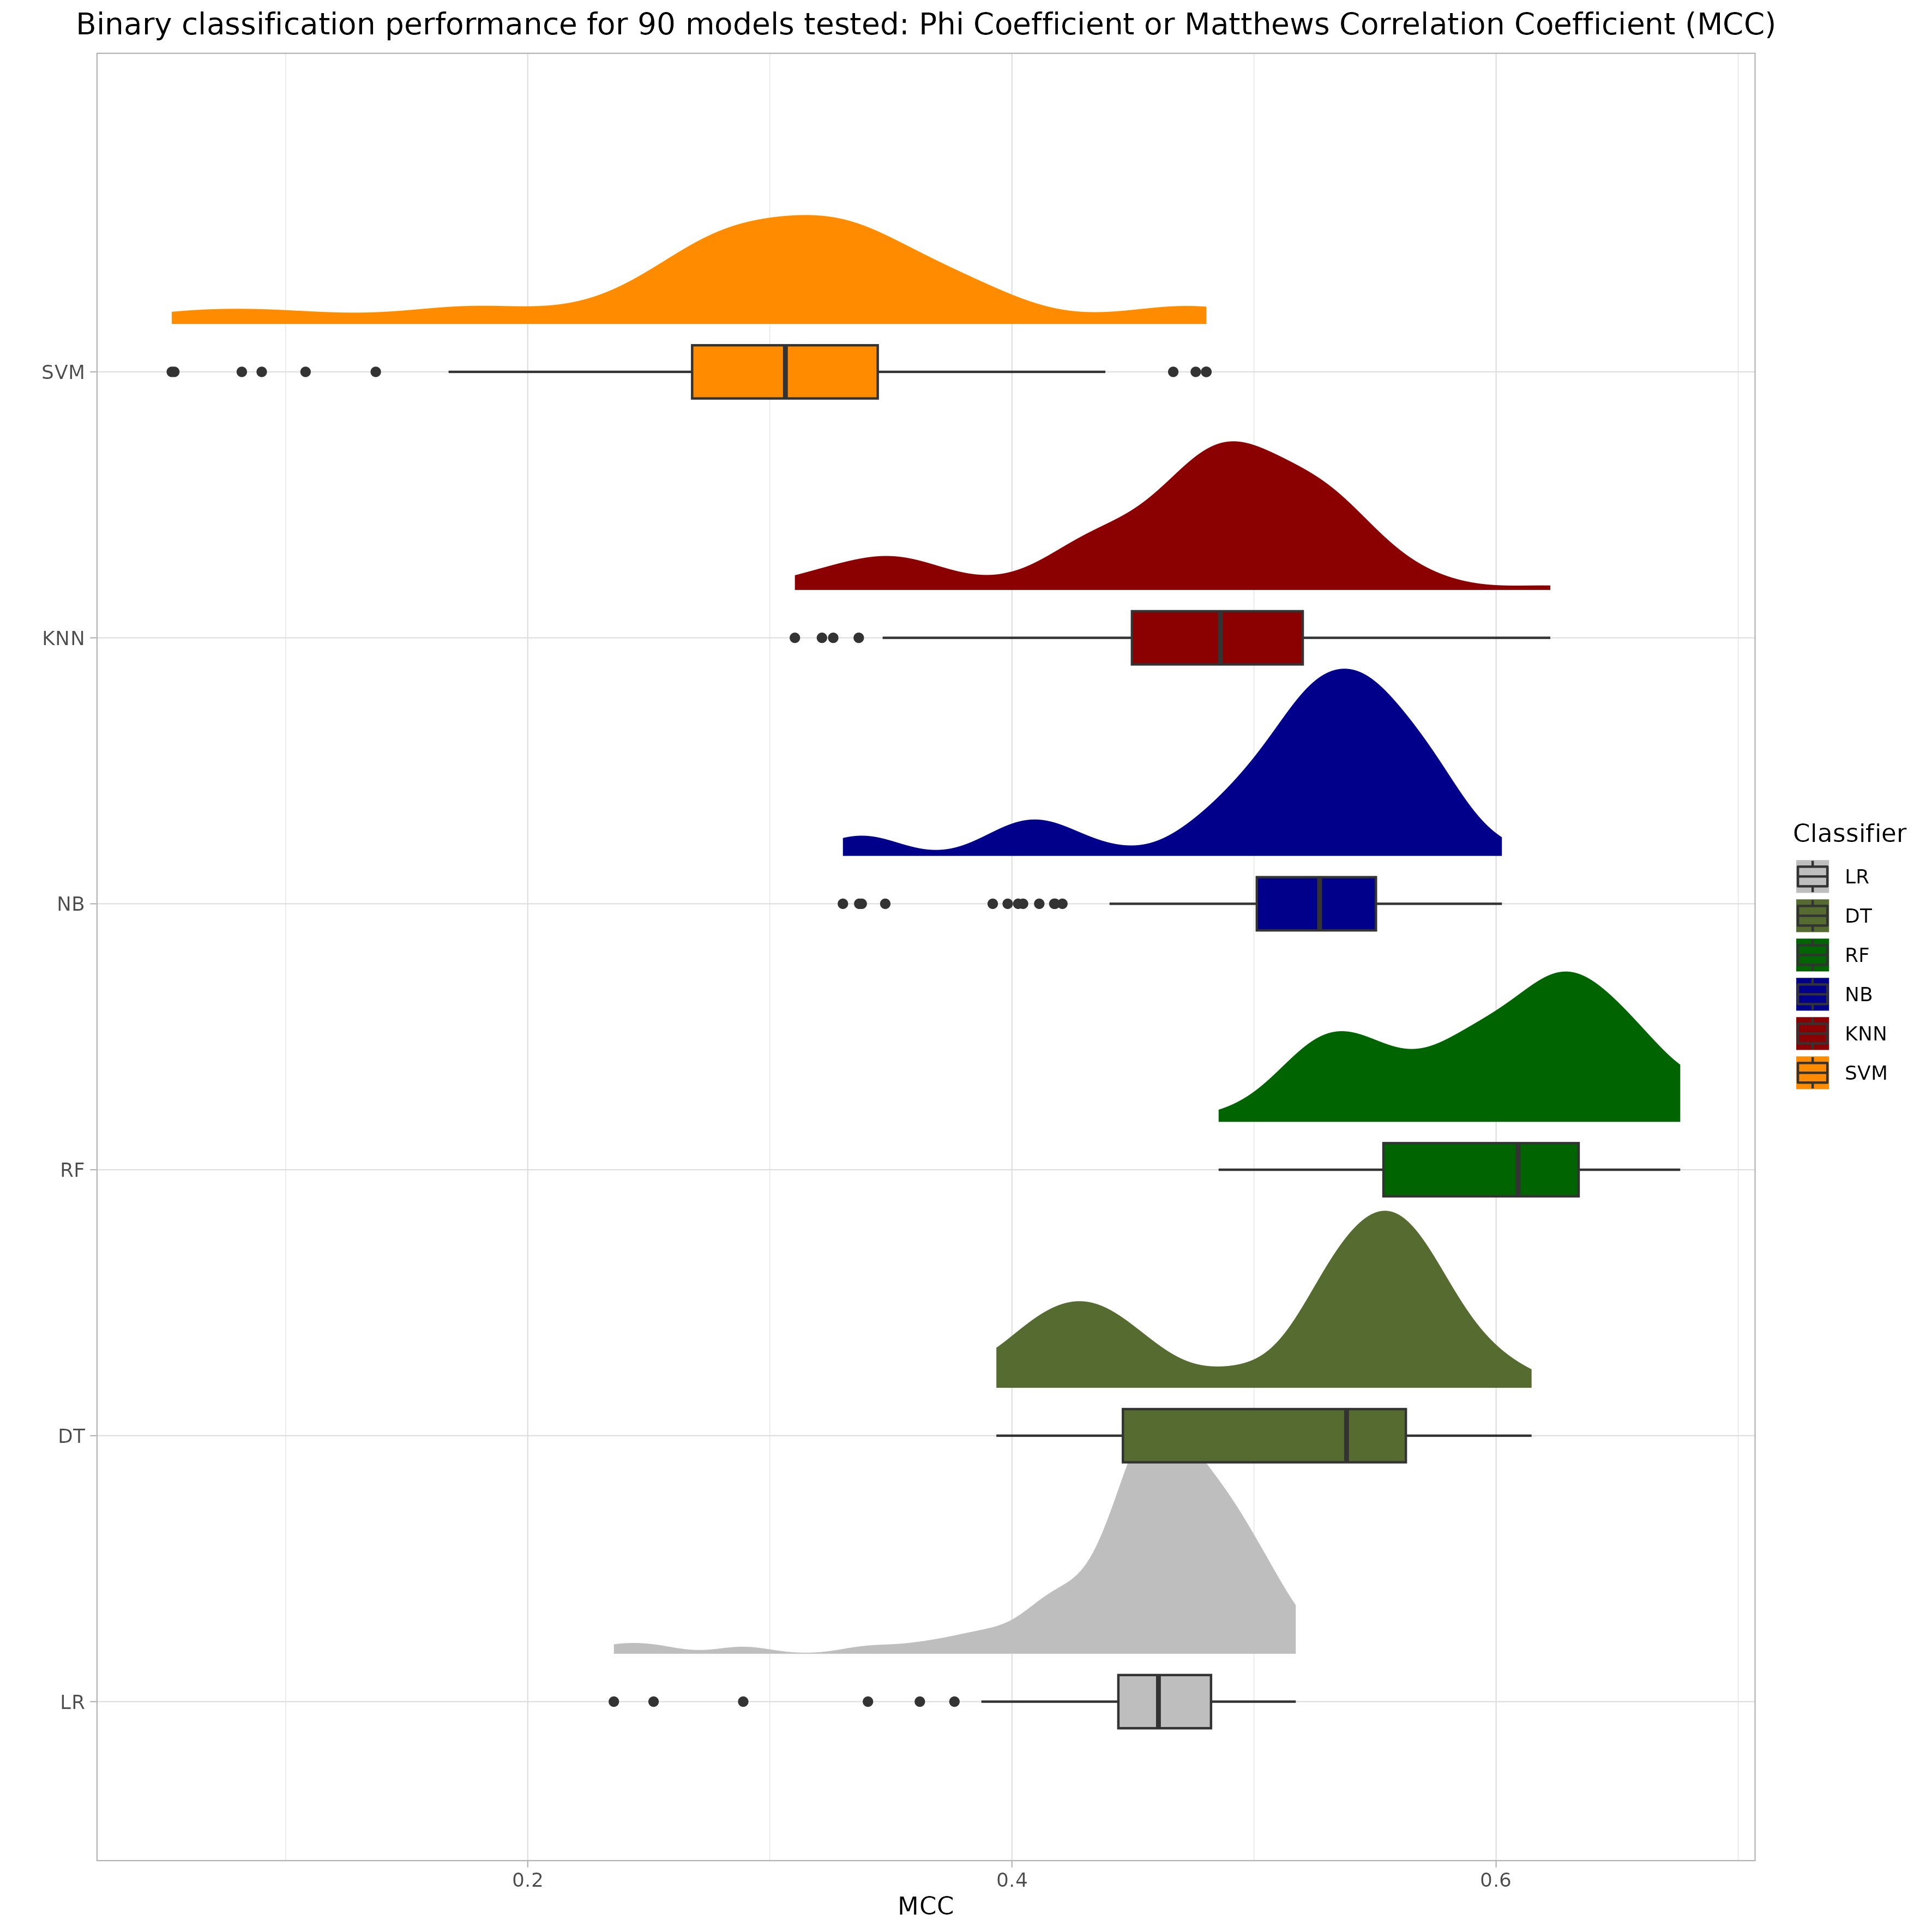 Binary classification performance for 90 models tested: Phi Coefficient or Matthews Correlation Coefficient (MCC)
SVM
KNN
NB
RF
DT
LR
0.2
0.4
0.6
MCC
Classifier
LR
DT
RF
NB
KNN
SVM